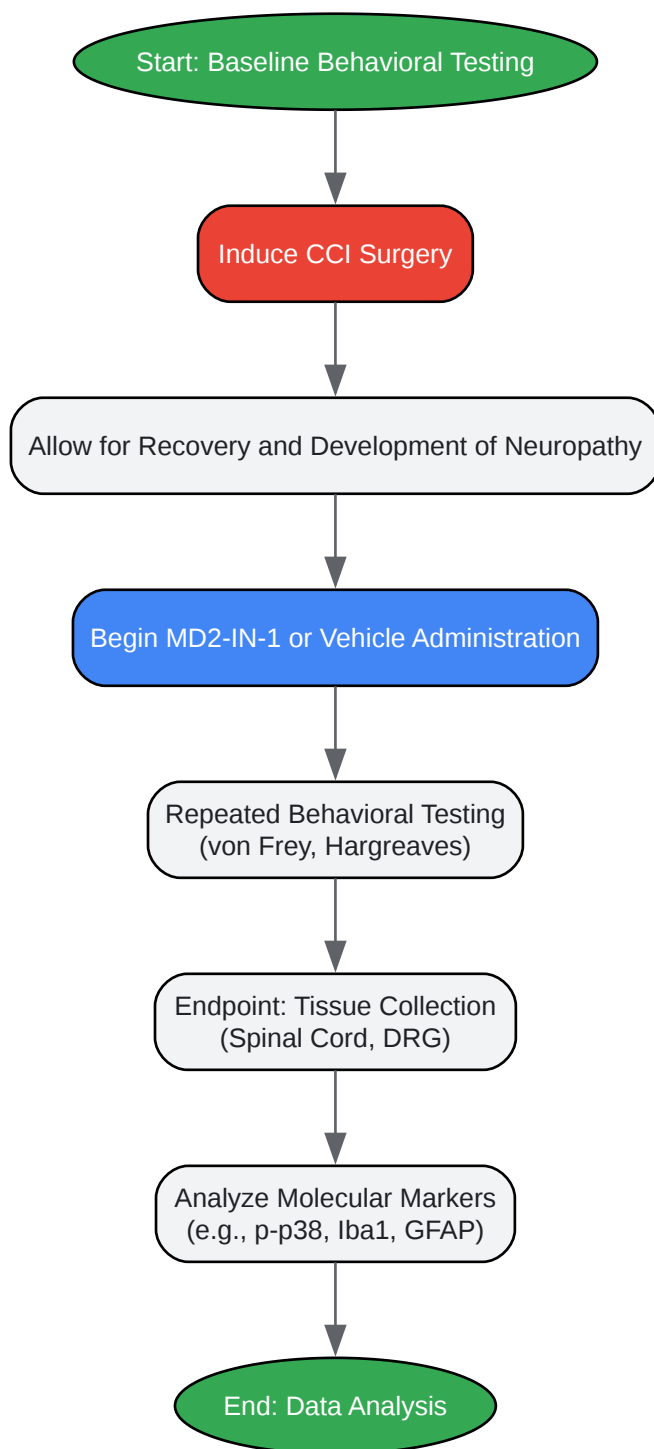 Start: Baseline Behavioral Testing
Induce CCI Surgery
Allow for Recovery and Development of Neuropathy
Begin MD2-IN-1 or Vehicle Administration
Repeated Behavioral Testing
(von Frey, Hargreaves)
Endpoint: Tissue Collection
(Spinal Cord, DRG)
Analyze Molecular Markers
(e.g., p-p38, Iba1, GFAP)
End: Data Analysis